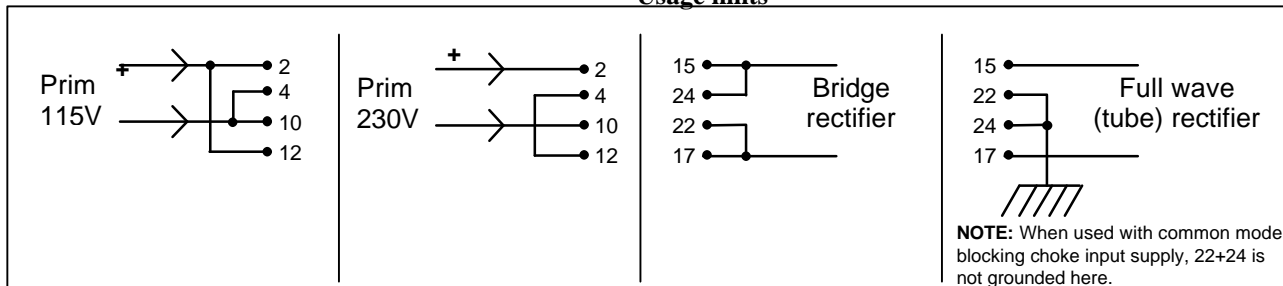 Usage hints
Prim
115V
+
2
4
10
12
Prim
230V
+
2
4
10
12
15
24
22
17
Bridge
rectifier
15
22
24
17
Full wave
(tube) rectifier
NOTE: When used with common mode
blocking choke input supply, 22+24 is
not grounded here.